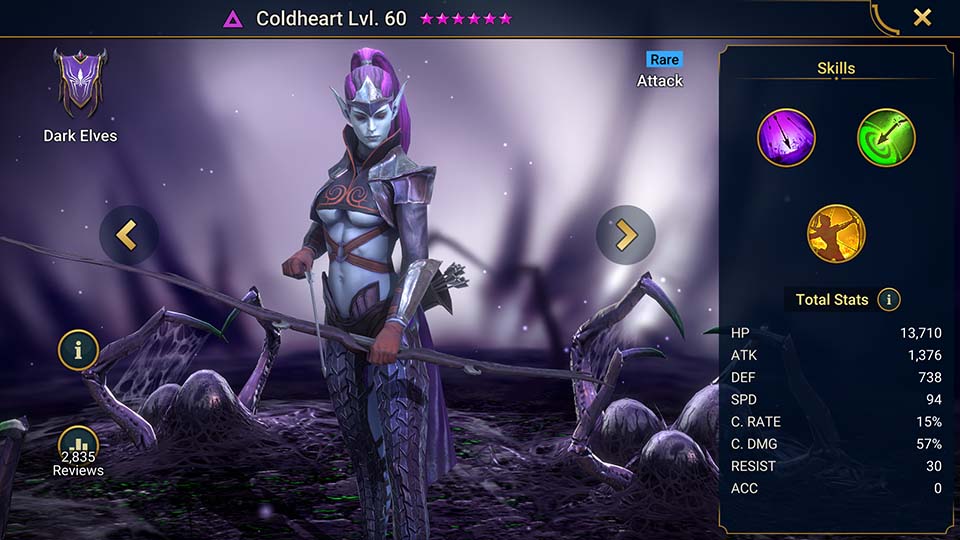 Coldheart Lvl. 60
Dark Elves
Rare
Attack
Skills
Total Stats i
HP 13,710
ATK 1,376
DEF 738
SPD 94
C. RATE 15%
C. DMG 57%
RESIST 30
ACC 0
i
2,835
Reviews